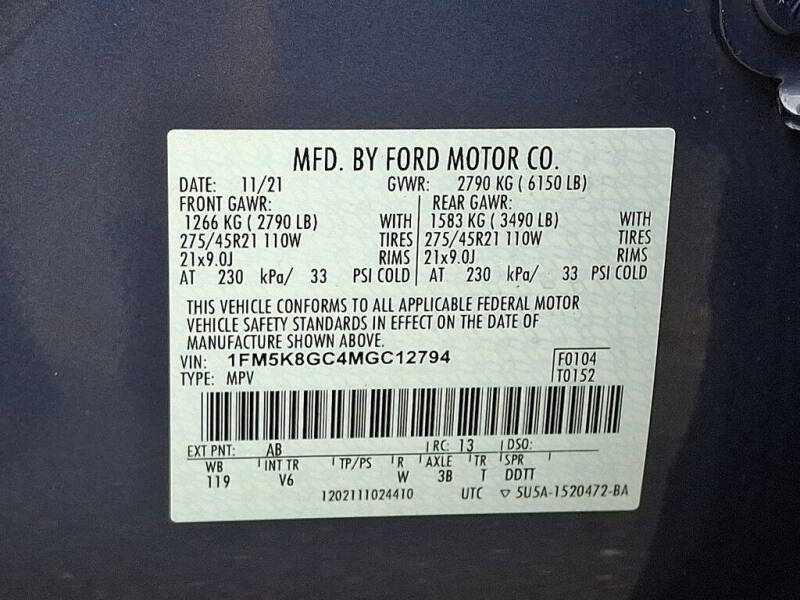 MFD. BY FORD MOTOR CO.
DATE: 11/21 GVWR: 2790 KG ( 6150 LB)
FRONT GAWR: REAR GAWR:
1266 KG ( 2790 LB) WITH 1583 KG ( 3490 LB) WITH
275/45R21 110W TIRES 275/45R21 110W TIRES
21x9.0J RIMS 21x9.0J RIMS
AT 230 kPa/ 33 PSI COLD AT 230 kPa/ 33 PSI COLD
THIS VEHICLE CONFORMS TO ALL APPLICABLE FEDERAL MOTOR
VEHICLE SAFETY STANDARDS IN EFFECT ON THE DATE OF
MANUFACTURE SHOWN ABOVE.
VIN: 1FM5K8GC4MGC12794 F0104
TYPE: MPV T0152
EXT PNT: AB RC: 13 DSO:
WB INT TR TP/PS R AXLE TR SPR
119 V6 W 3B T DDTT
1202111024410 UTC ▽ 5U5A-1520472-BA